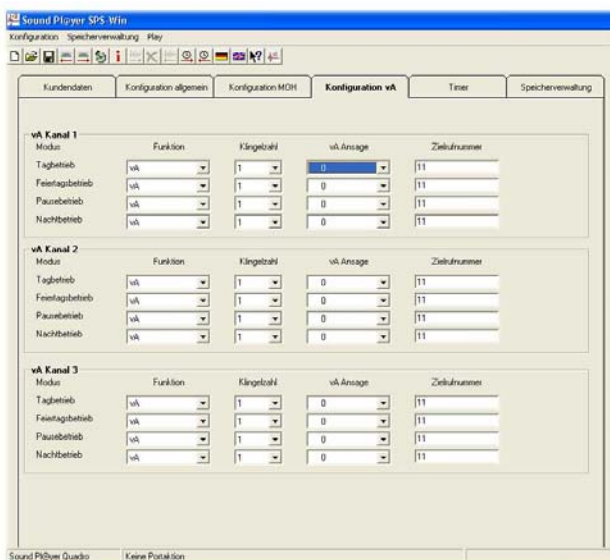 Sound Pl@yer SPS-Win
Konfiguration Speicherverwaltung Play
Kundendaten Konfiguration allgemein Konfiguration MOH Konfiguration vA Timer Speicherverwaltung
vA Kanal 1
Modus Funktion Klingelzahl vA Ansage Zielrufnummer
Tagbetrieb vA 1 0 11
Feiertagsbetrieb vA 1 0 11
Pausebetrieb vA 1 0 11
Nachtbetrieb vA 1 0 11
vA Kanal 2
Modus Funktion Klingelzahl vA Ansage Zielrufnummer
Tagbetrieb vA 1 0 11
Feiertagsbetrieb vA 1 0 11
Pausebetrieb vA 1 0 11
Nachtbetrieb vA 1 0 11
vA Kanal 3
Modus Funktion Klingelzahl vA Ansage Zielrufnummer
Tagbetrieb vA 1 0 11
Feiertagsbetrieb vA 1 0 11
Pausebetrieb vA 1 0 11
Nachtbetrieb vA 1 0 11
Sound Pl@yer Quadro Keine Portaktion